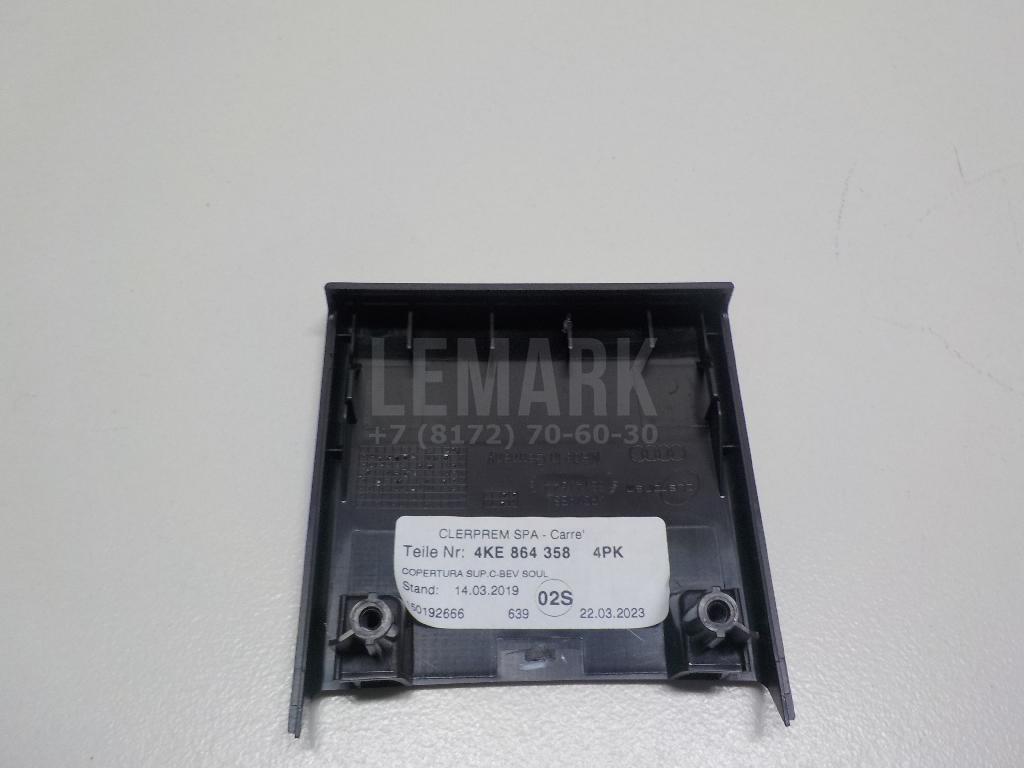 LEMARK
+7 (8172) 70-60-30
CLERPREM SPA - Carre'
Teile Nr: 4KE 864 358 4PK
COPERTURA SUP.C-BEV SOUL
Stand: 14.03.2019 02S
50192666 639 22.03.2023